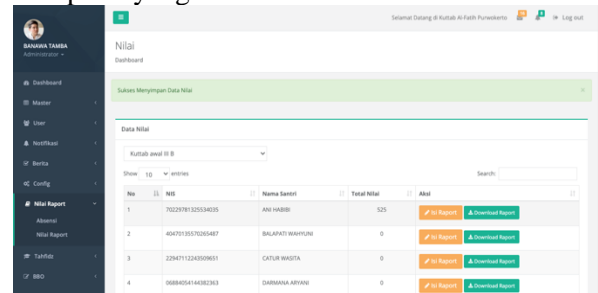 Selamat Datang di Kuttab Al-Fatih Purwokerto
Log out
BANAWA TAMBA
Administrator
Nilai
Dashboard
Dashboard
Master
User
Notifikasi
Berita
Config
Nilai Raport
Absensi
Nilai Raport
Tahfidz
BBO
Sukses Menyimpan Data Nilai ×
Data Nilai
Kuttab awal III B
Show 10 entries Search:
No NIS Nama Santri Total Nilai Aksi
1 70229781325534035 ANI HABIBI 525 Isi Raport Download Raport
2 40470135570265487 BALAPATI WAHYUNI 0 Isi Raport Download Raport
3 22947112243509651 CATUR WASITA 0 Isi Raport Download Raport
4 06884054144382363 DARMANA ARYANI 0 Isi Raport Download Raport